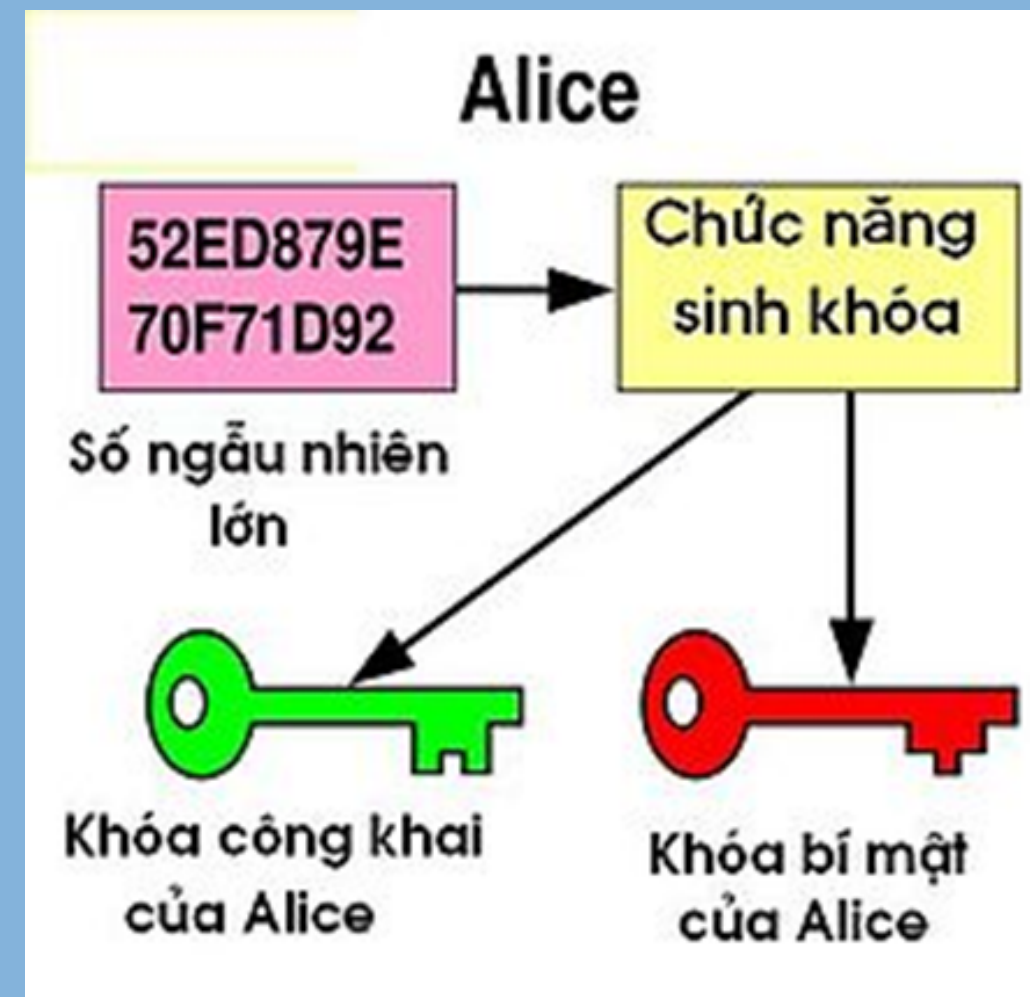 Alice
52ED879E
70F71D92
Chức năng
sinh khóa
Số ngẫu nhiên
lớn
Khóa công khai
của Alice
Khóa bí mật
của Alice